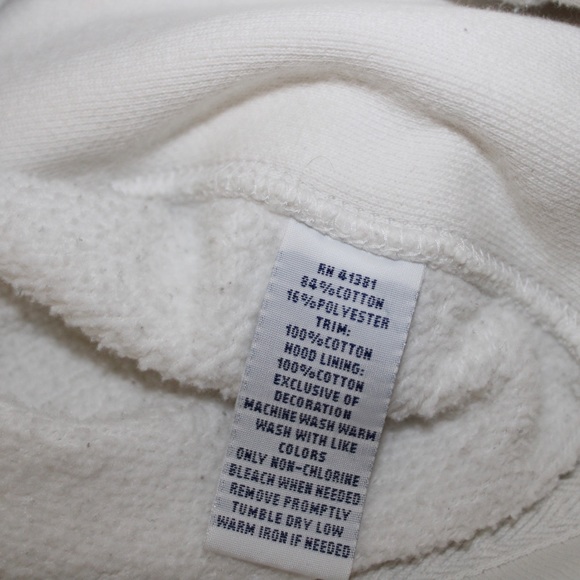 RN 41381
84%COTTON
16%POLYESTER
TRIM:
100%COTTON
HOOD LINING:
100%COTTON
EXCLUSIVE OF
DECORATION
MACHINE WASH WARM
WASH WITH LIKE
COLORS
ONLY NON-CHLORINE
BLEACH WHEN NEEDED
REMOVE PROMPTLY
TUMBLE DRY LOW
WARM IRON IF NEEDED